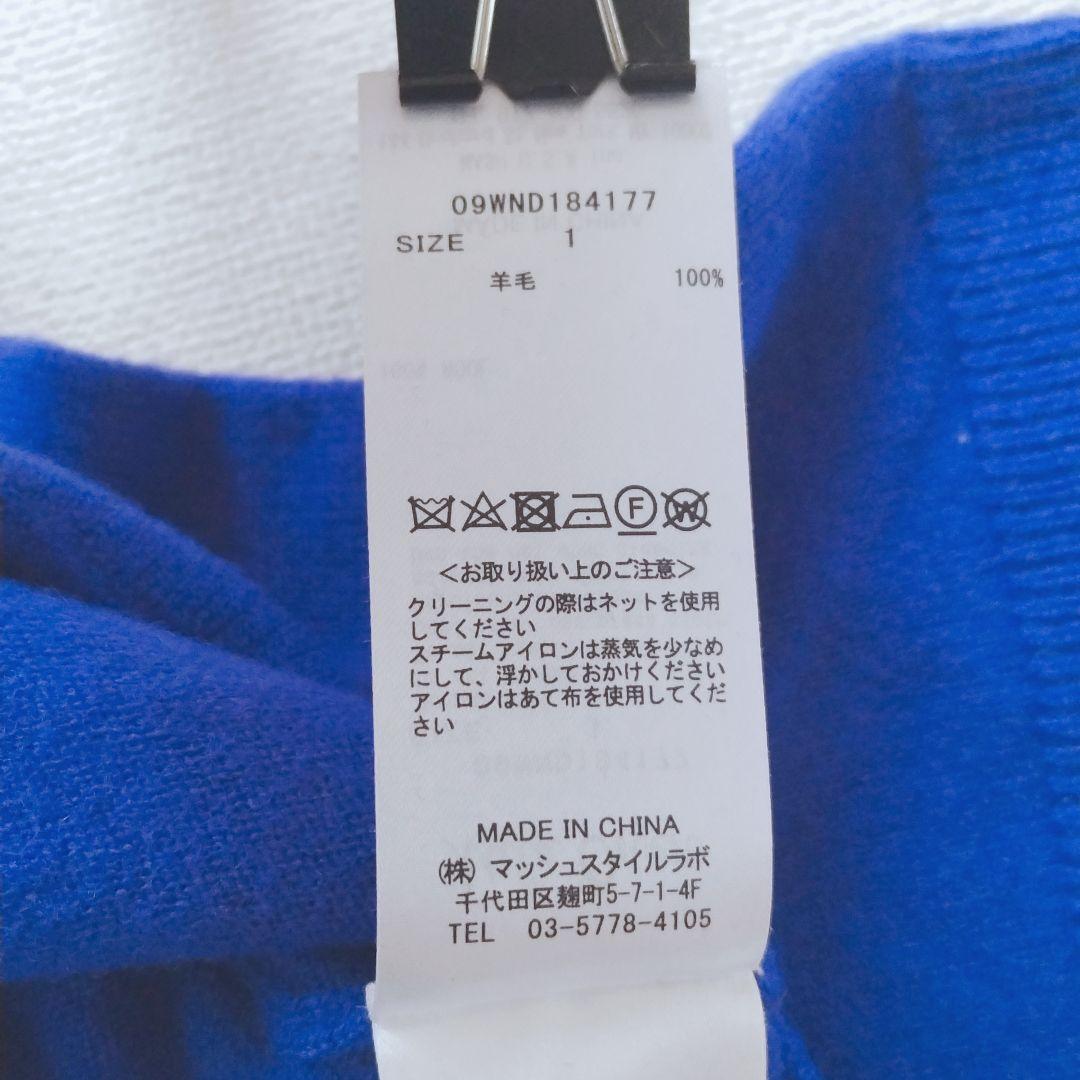 09WND184177
SIZE 1
羊毛 100%
F W
＜お取り扱い上のご注意＞
クリーニングの際はネットを使用
してください
スチームアイロンは蒸気を少なめ
にして、浮かしておかけください
アイロンはあて布を使用してくだ
さい
MADE IN CHINA
(株) マッシュスタイルラボ
千代田区麹町5-7-1-4F
TEL 03-5778-4105